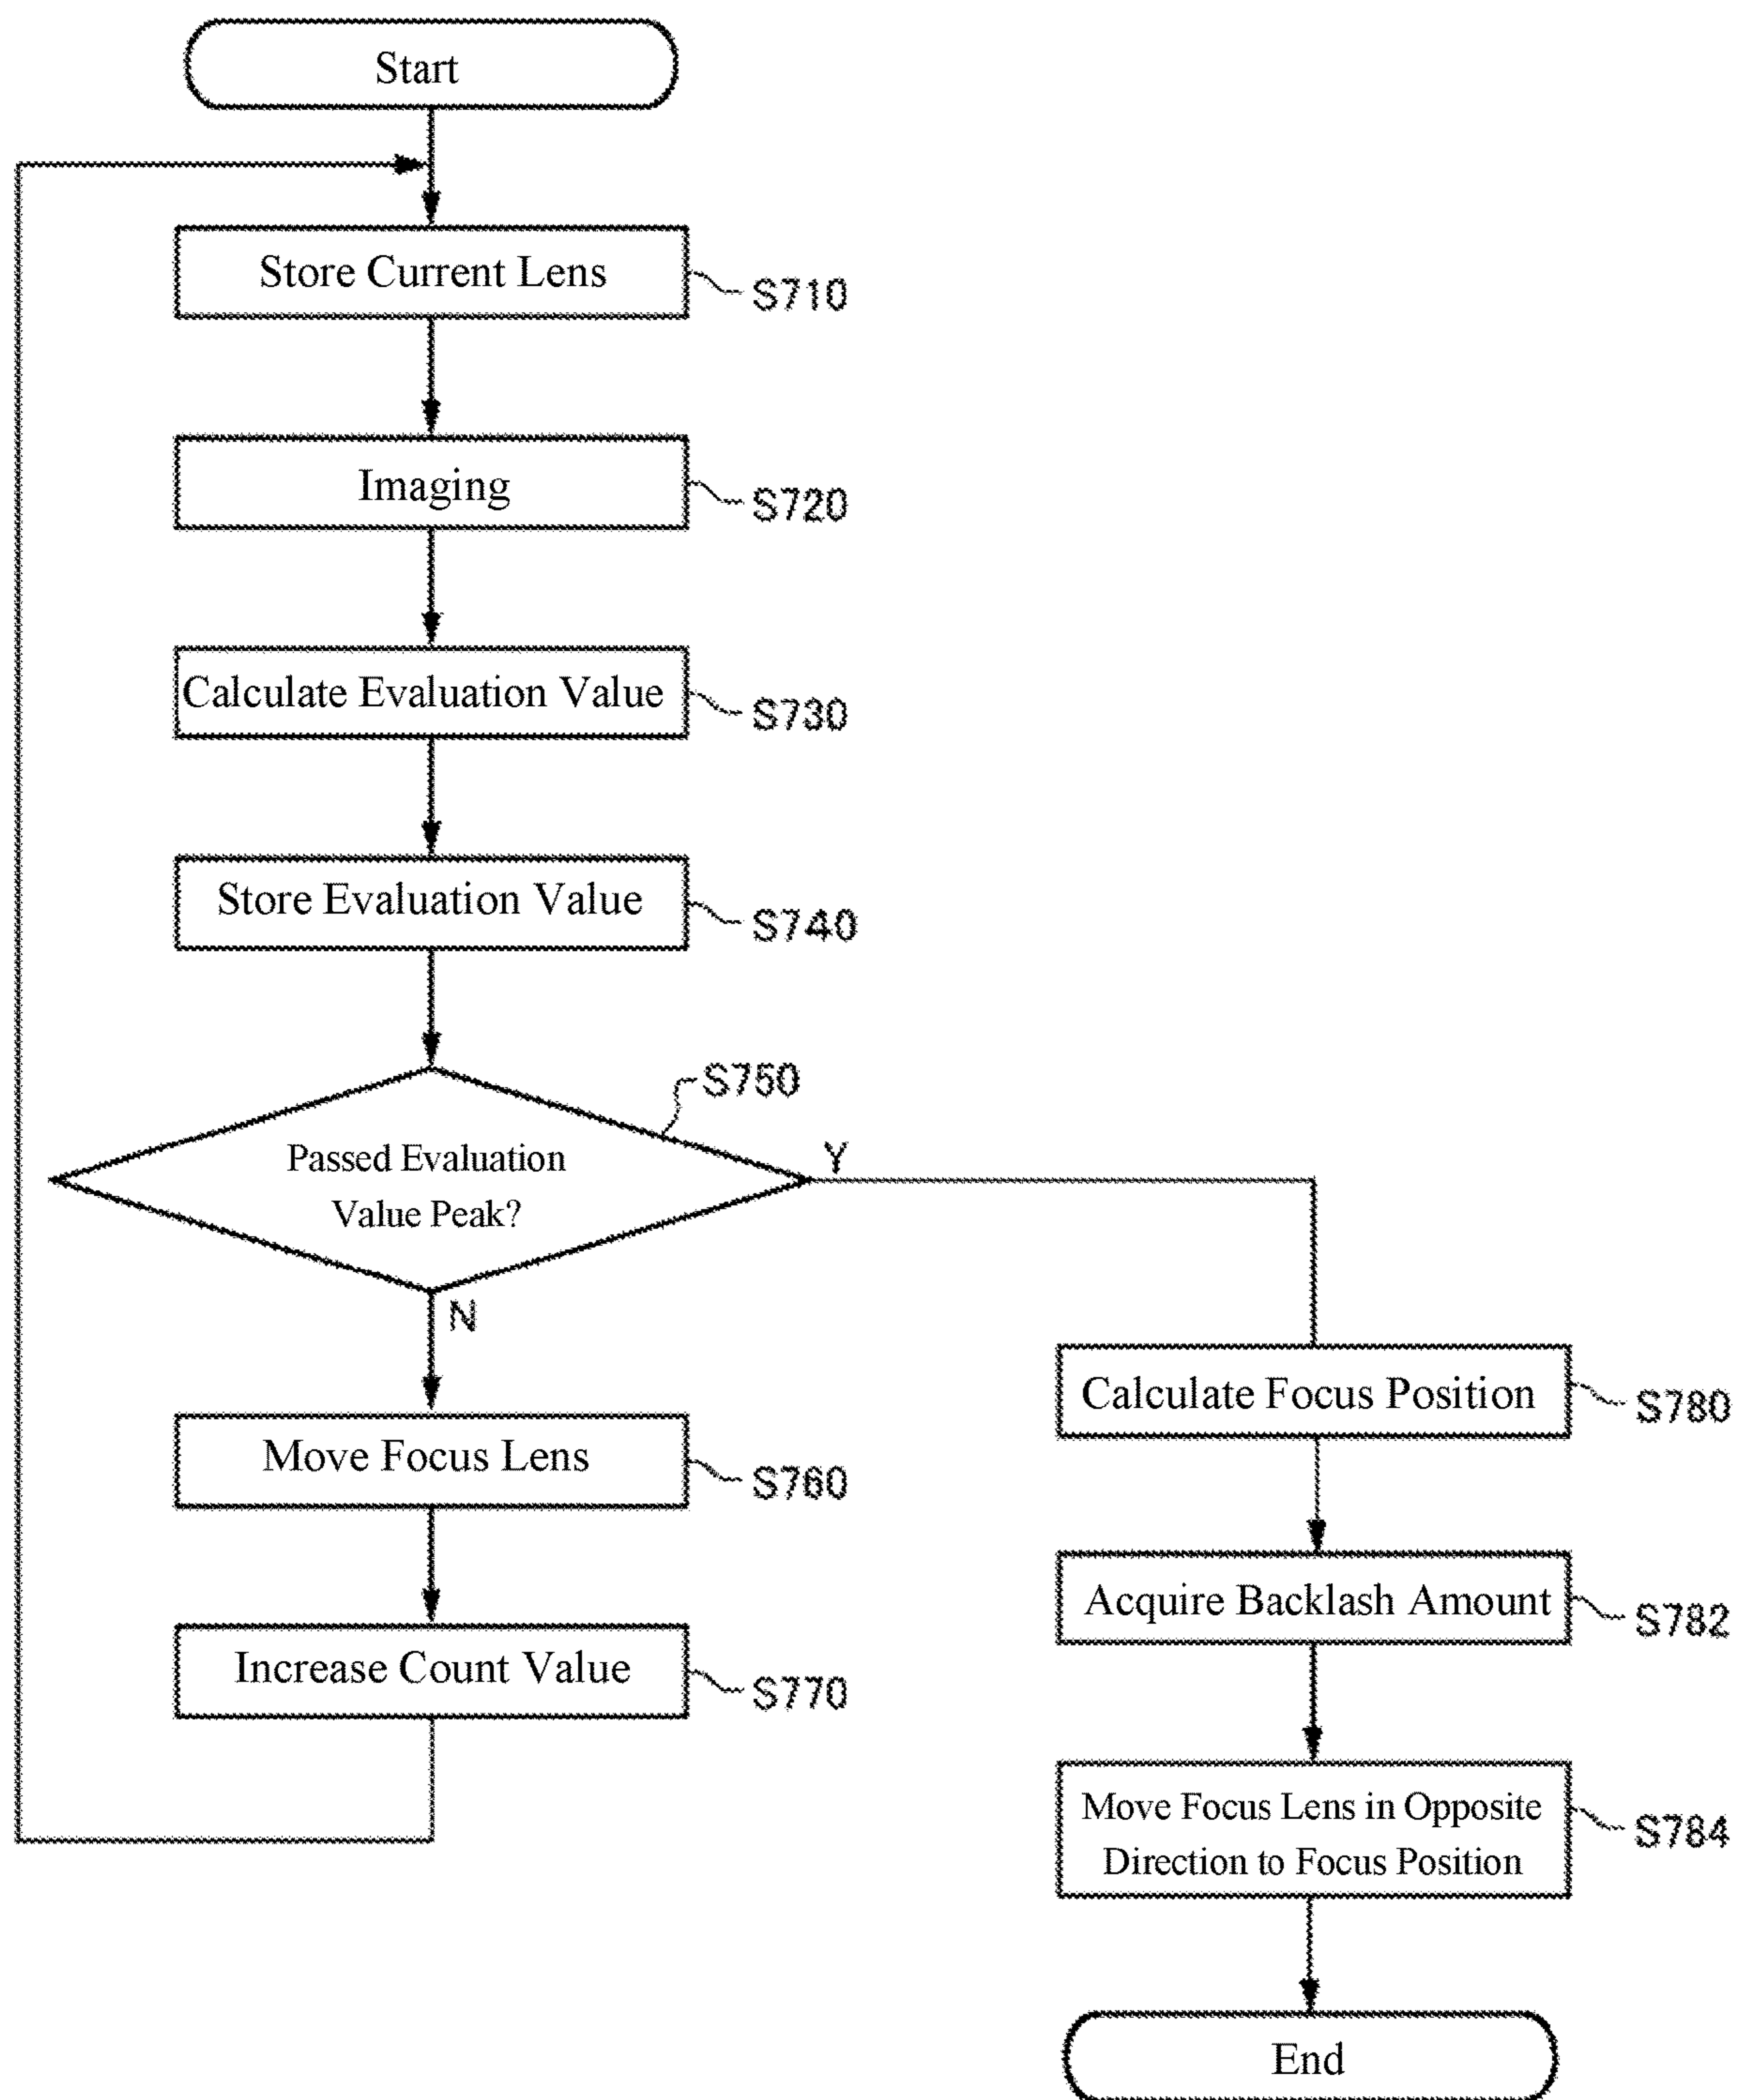 Start
Store Current Lens
S710
Imaging
S720
Calculate Evaluation Value
S730
Store Evaluation Value
S740
S750
Passed Evaluation
Value Peak?
Y
N
Move Focus Lens
S760
Increase Count Value
S770
Calculate Focus Position
S780
Acquire Backlash Amount
S782
Move Focus Lens in Opposite
Direction to Focus Position
S784
End